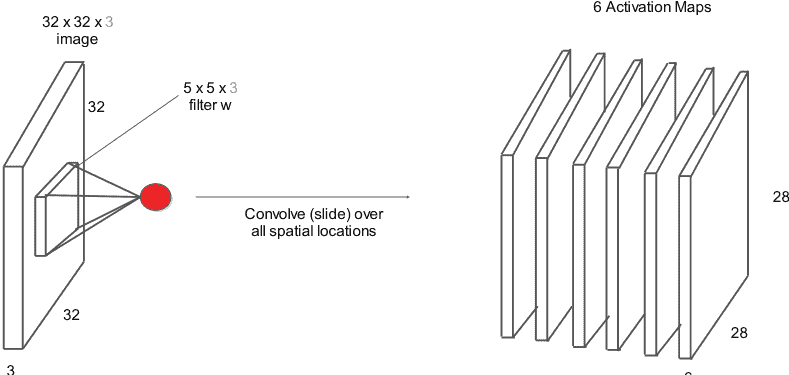 32 x 32 x 3
image
32
5 x 5 x 3
filter w
32
3
Convolve (slide) over
all spatial locations
6 Activation Maps
28
28